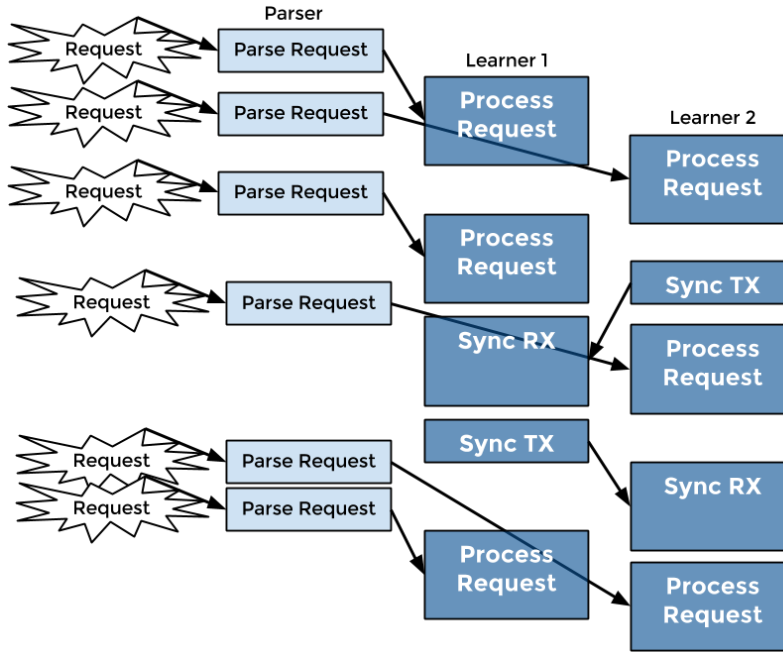 Parser
Learner 1
Learner 2
Request
Parse Request
Process
Request
Request
Parse Request
Process
Request
Request
Parse Request
Process
Request
Sync TX
Request
Parse Request
Sync RX
Process
Request
Sync TX
Request
Parse Request
Sync RX
Request
Parse Request
Process
Request
Process
Request